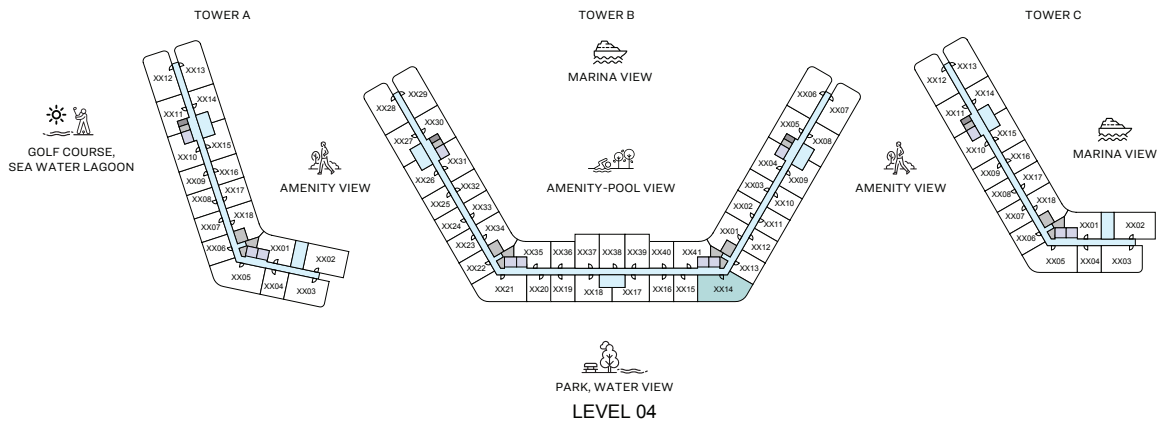 TOWER A
TOWER B
TOWER C
MARINA VIEW
GOLF COURSE,
SEA WATER LAGOON
AMENITY VIEW
AMENITY-POOL VIEW
AMENITY VIEW
MARINA VIEW
XX12
XX13
XX11
XX14
XX10
XX15
XX09
XX16
XX08
XX17
XX07
XX18
XX06
XX01
XX02
XX05
XX04
XX03
XX28
XX29
XX27
XX30
XX26
XX31
XX25
XX32
XX24
XX33
XX23
XX34
XX22
XX35
XX36
XX37
XX38
XX39
XX40
XX41
XX21
XX20
XX19
XX18
XX17
XX16
XX15
XX14
XX06
XX07
XX05
XX08
XX04
XX09
XX03
XX10
XX02
XX11
XX01
XX12
XX13
XX12
XX13
XX11
XX14
XX10
XX15
XX09
XX16
XX08
XX17
XX07
XX18
XX06
XX01
XX02
XX05
XX04
XX03
PARK, WATER VIEW
LEVEL 04